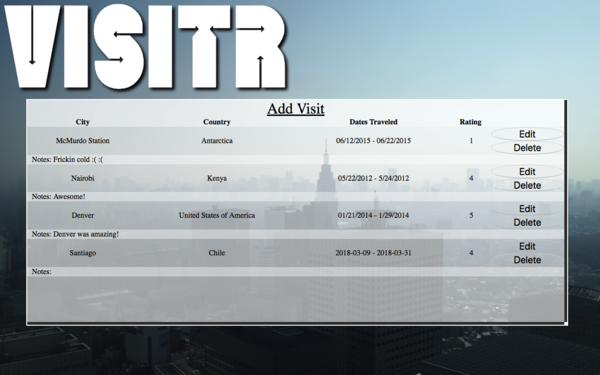 VISITR
Add Visit
City Country Dates Traveled Rating
McMurdo Station Antarctica 06/12/2015 - 06/22/2015 1 Edit
Delete
Notes: Frickin cold :( :(
Nairobi Kenya 05/22/2012 - 5/24/2012 4 Edit
Delete
Notes: Awesome!
Denver United States of America 01/21/2014 - 1/29/2014 5 Edit
Delete
Notes: Denver was amazing!
Santiago Chile 2018-03-09 - 2018-03-31 4 Edit
Delete
Notes: